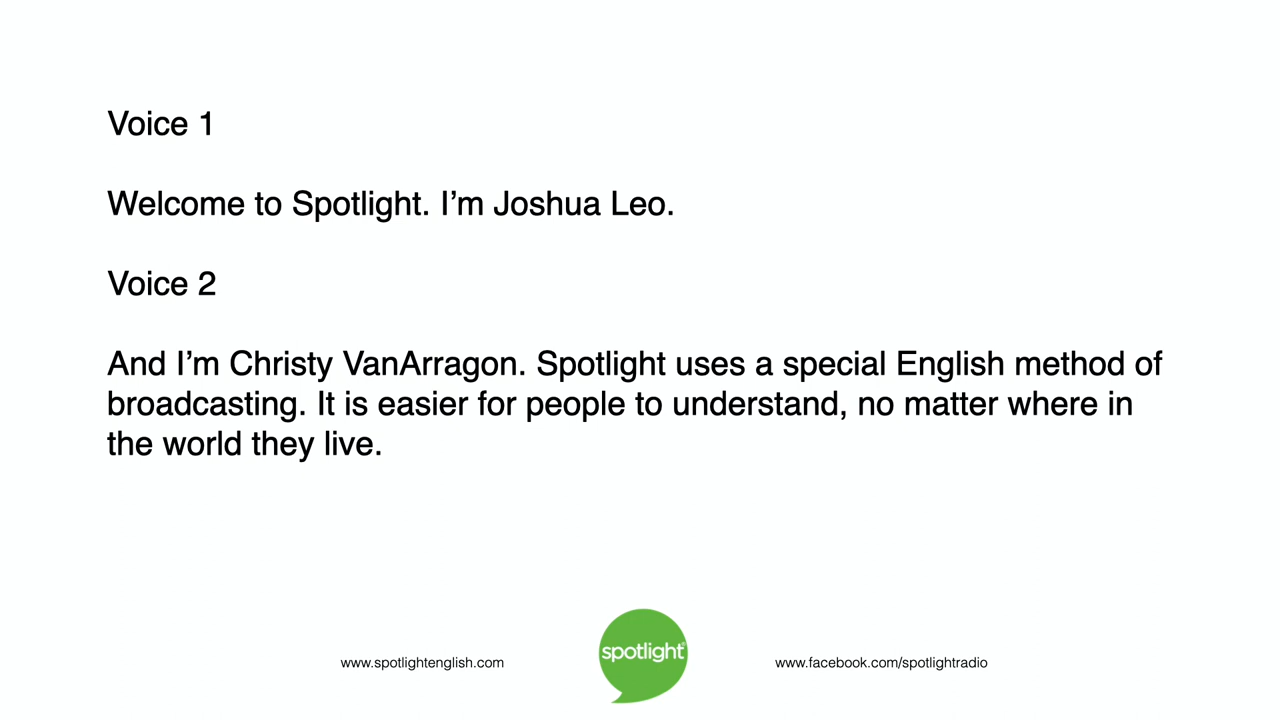 Voice 1
Welcome to Spotlight. I’m Joshua Leo.
Voice 2
And I’m Christy VanArragon. Spotlight uses a special English method of
broadcasting. It is easier for people to understand, no matter where in
the world they live.
www.spotlightenglish.com
spotlight
www.facebook.com/spotlightradio